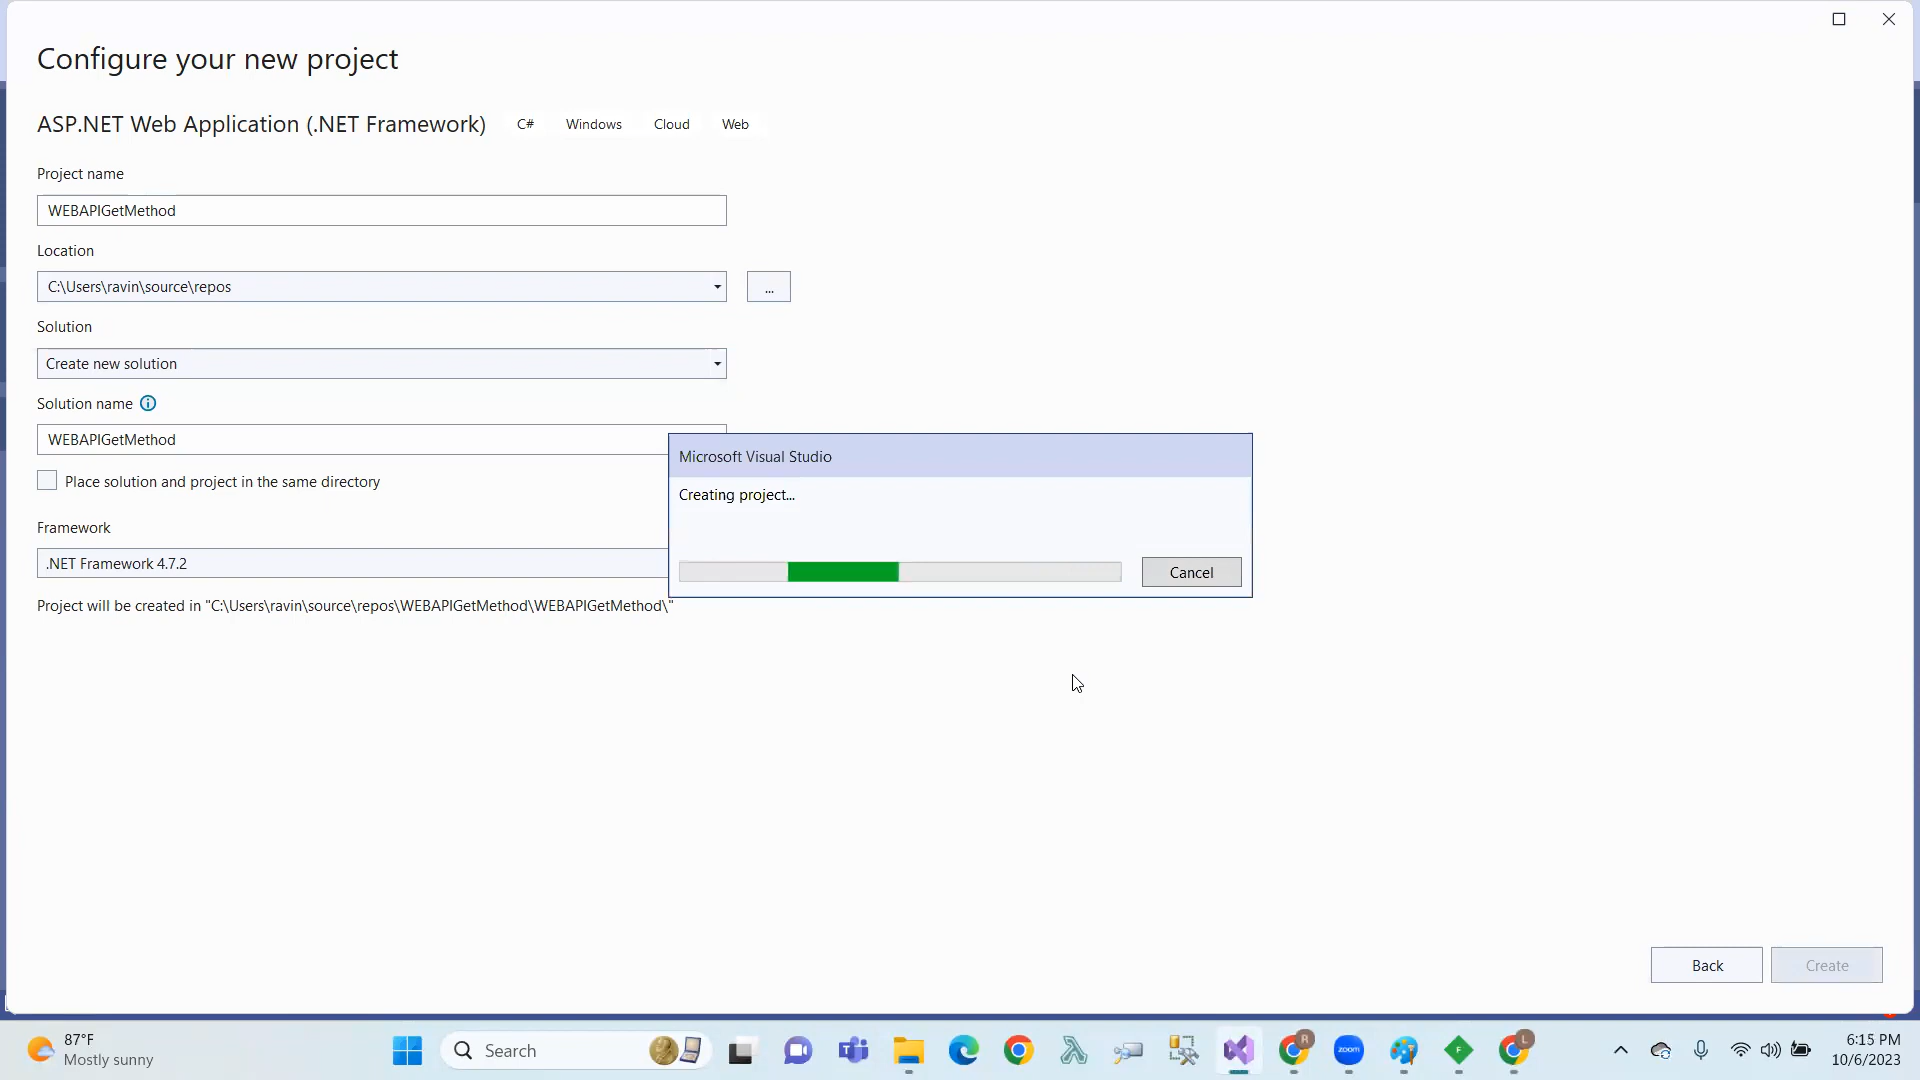 Configure your new project
ASP.NET Web Application (.NET Framework) C# Windows Cloud Web
Project name
WEBAPIGetMethod
Location
C:\Users\ravin\source\repos
...
Solution
Create new solution
Solution name
WEBAPIGetMethod
Place solution and project in the same directory
Framework
.NET Framework 4.7.2
Project will be created in "C:\Users\ravin\source\repos\WEBAPIGetMethod\WEBAPIGetMethod\"
Microsoft Visual Studio
Creating project...
Cancel
Back
Create
87°F
Mostly sunny
Search
R
zoom
F
L
6:15 PM
10/6/2023